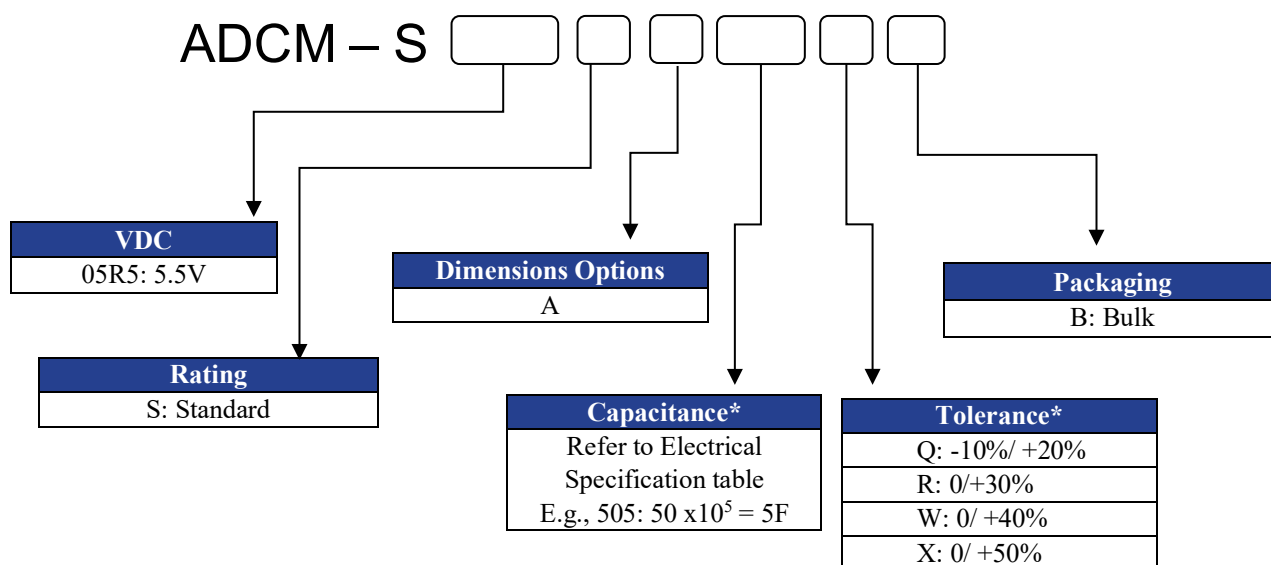 ADCM – S
VDC
05R5: 5.5V
Rating
S: Standard
Dimensions Options
A
Capacitance*
Refer to Electrical
Specification table
E.g., 505: 50 x10⁵ = 5F
Tolerance*
Q: -10%/ +20%
R: 0/+30%
W: 0/ +40%
X: 0/ +50%
Packaging
B: Bulk